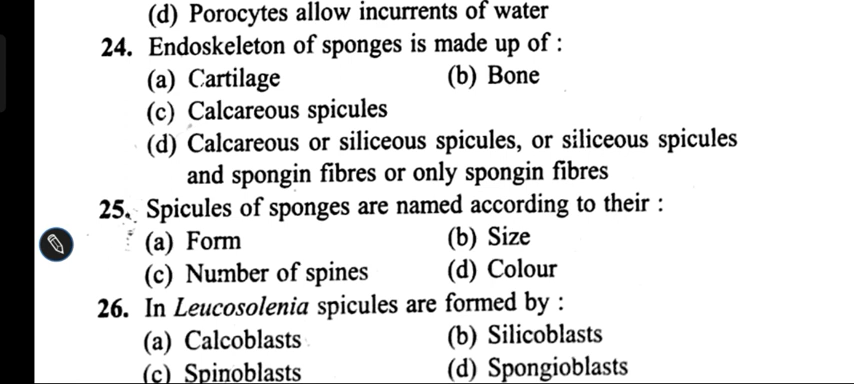 (d) Porocytes allow incurrents of water
24. Endoskeleton of sponges is made up of :
(a) Cartilage (b) Bone
(c) Calcareous spicules
(d) Calcareous or siliceous spicules, or siliceous spicules
and spongin fibres or only spongin fibres
25. Spicules of sponges are named according to their :
(a) Form (b) Size
(c) Number of spines (d) Colour
26. In Leucosolenia spicules are formed by :
(a) Calcoblasts (b) Silicoblasts
(c) Spinoblasts (d) Spongioblasts